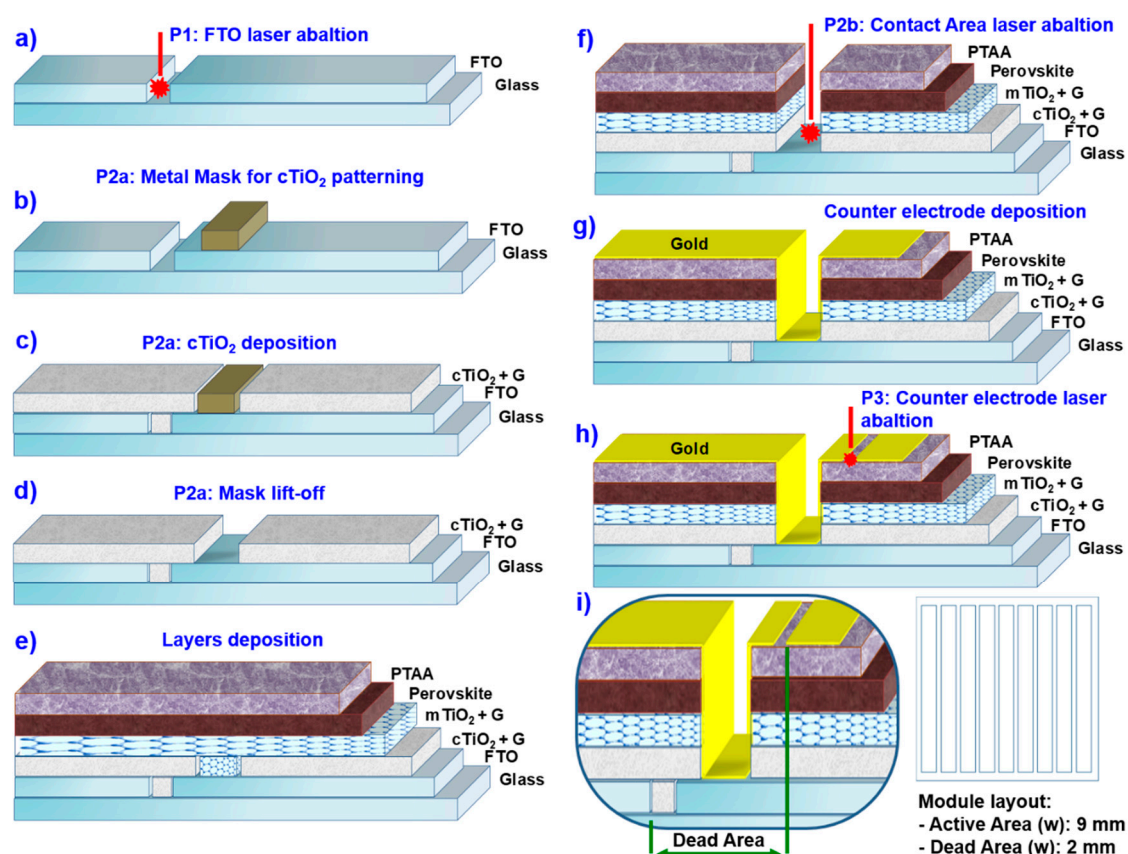 a)
P1: FTO laser abaltion
FTO
Glass
b)
P2a: Metal Mask for cTiO₂ patterning
FTO
Glass
c)
P2a: cTiO₂ deposition
cTiO₂ + G
FTO
Glass
d)
P2a: Mask lift-off
cTiO₂ + G
FTO
Glass
e)
Layers deposition
PTAA
Perovskite
mTiO₂ + G
cTiO₂ + G
FTO
Glass
f)
P2b: Contact Area laser abaltion
PTAA
Perovskite
mTiO₂ + G
cTiO₂ + G
FTO
Glass
Counter electrode deposition
g)
Gold
PTAA
Perovskite
mTiO₂ + G
cTiO₂ + G
FTO
Glass
P3: Counter electrode laser
abaltion
h)
Gold
PTAA
Perovskite
mTiO₂ + G
cTiO₂ + G
FTO
Glass
i)
Dead Area
Module layout:
- Active Area (w): 9 mm
- Dead Area (w): 2 mm